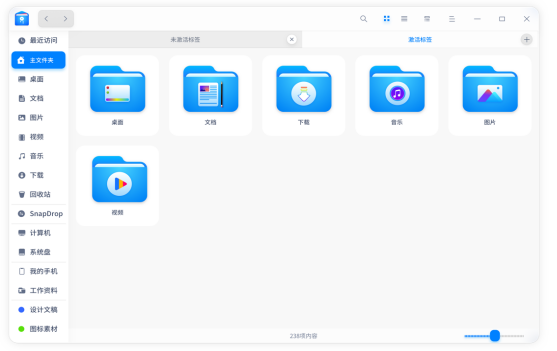 最近访问
主文件夹
桌面
文档
图片
视频
音乐
下载
回收站
SnapDrop
计算机
系统盘
我的手机
工作资料
设计文稿
图标素材
未激活标签
激活标签
桌面
文档
下载
音乐
图片
视频
238项内容